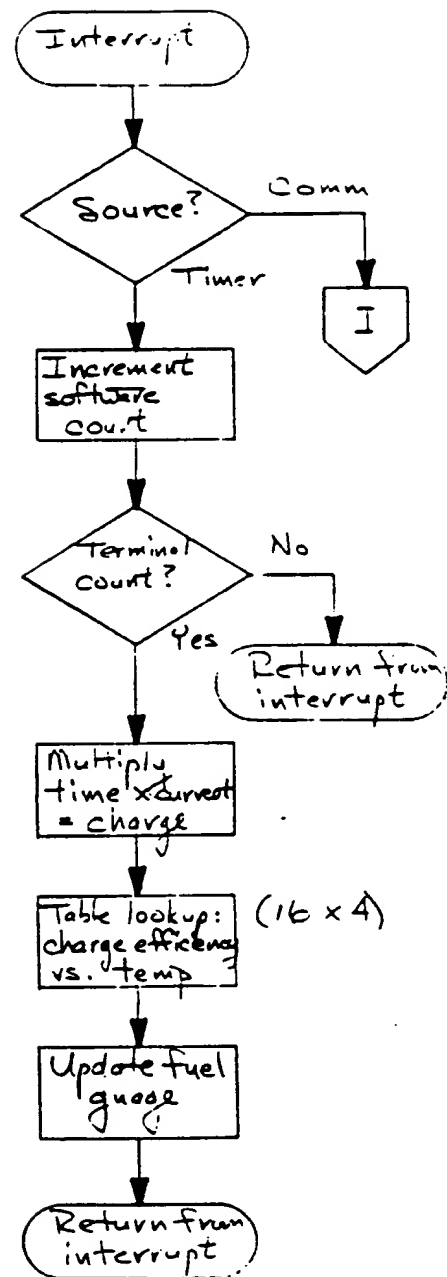 Interrupt
Source?
Comm
Timer
I
Increment
software
count
Terminal
count?
No
Yes
Return from
interrupt
Multiply
time x current
= charge
Table lookup:
charge efficency
vs. temp
(16 x 4)
Update fuel
guage
Return from
interrupt